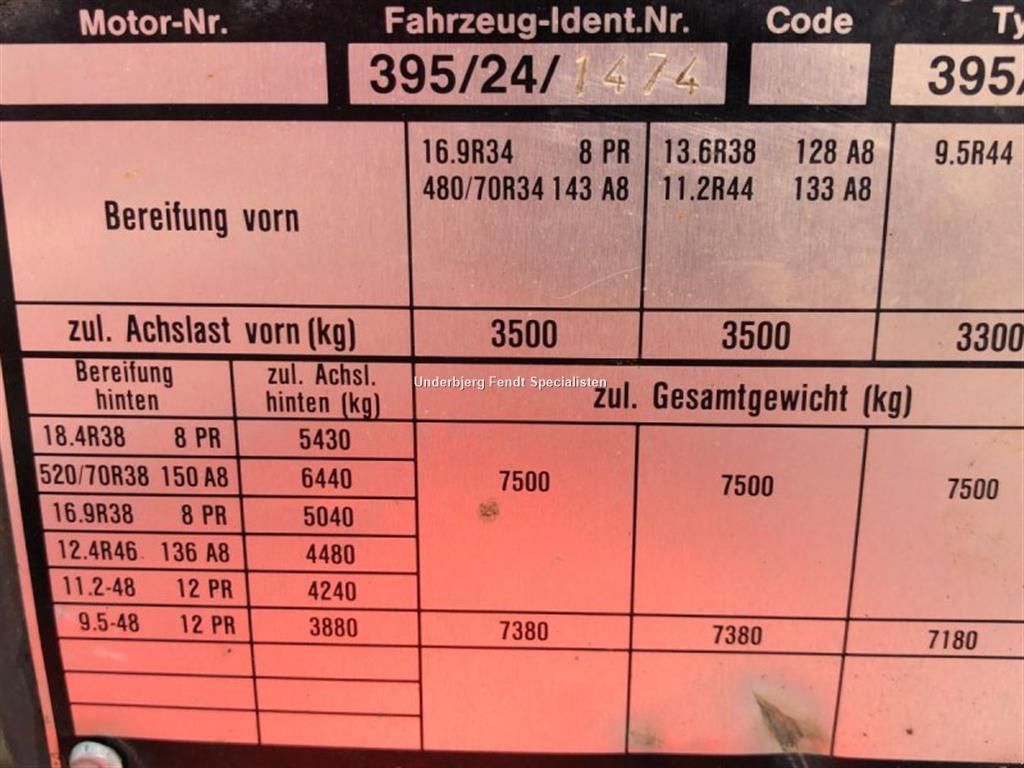 Motor-Nr. Fahrzeug-Ident.Nr. Code
395/24/1474 395/
16.9R34 8 PR 13.6R38 128 A8 9.5R44
480/70R34 143 A8 11.2R44 133 A8
Bereifung vorn
zul. Achslast vorn (kg) 3500 3500 3300
Bereifung hinten zul. Achsl. hinten (kg) zul. Gesamtgewicht (kg)
Underbjerg Fendt Specialisten
18.4R38 8 PR 5430
520/70R38 150 A8 6440 7500 7500 7500
16.9R38 8 PR 5040
12.4R46 136 A8 4480
11.2-48 12 PR 4240
9.5-48 12 PR 3880 7380 7380 7180